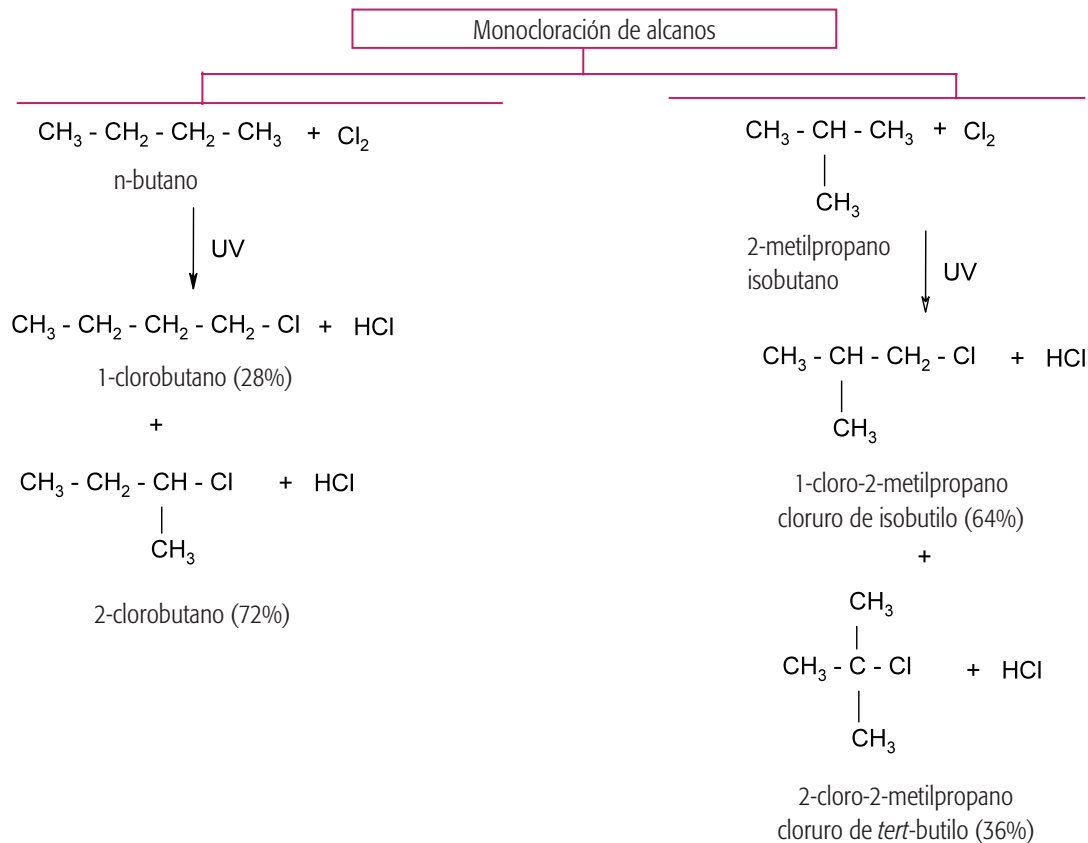 Monocloración de alcanos
CH₃ - CH₂ - CH₂ - CH₃ + Cl₂
n-butano
UV
CH₃ - CH₂ - CH₂ - CH₂ - Cl + HCl
1-clorobutano (28%)
+
CH₃ - CH₂ - CH - Cl + HCl
|
CH₃
2-clorobutano (72%)
CH₃ - CH - CH₃ + Cl₂
|
CH₃
2-metilpropano
isobutano
UV
CH₃ - CH - CH₂ - Cl + HCl
|
CH₃
1-cloro-2-metilpropano
cloruro de isobutilo (64%)
+
CH₃
|
CH₃ - C - Cl + HCl
|
CH₃
2-cloro-2-metilpropano
cloruro de tert-butilo (36%)